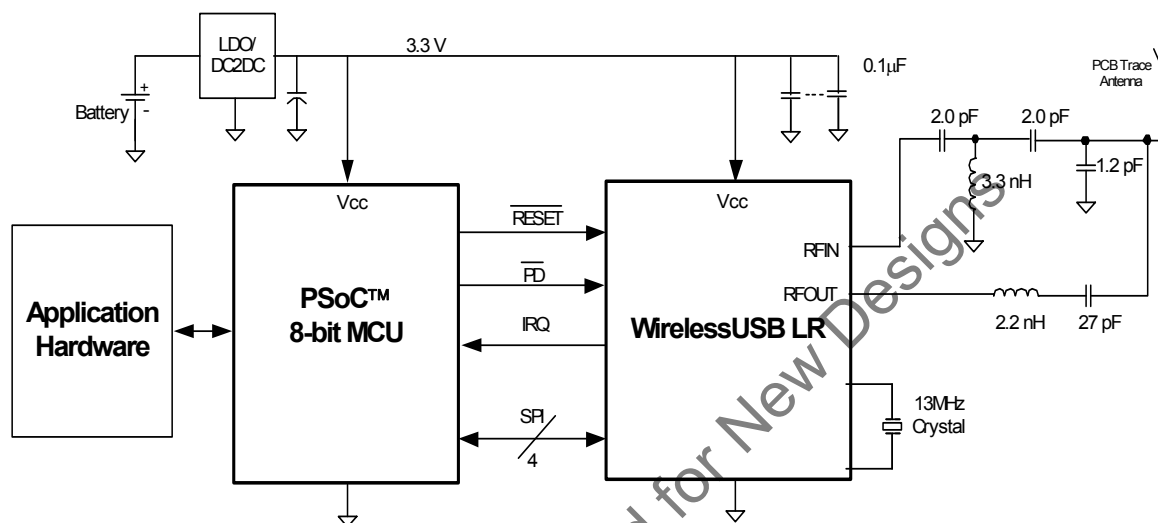 LDO/
DC2DC
3.3 V
0.1µF
PCB Trace
Antenna
+
Battery
-
2.0 pF
2.0 pF
1.2 pF
3.3 nH
Vcc
Vcc
RESET
RFIN
PD
RFOUT
Application
Hardware
PSoC™
8-bit MCU
IRQ
WirelessUSB LR
2.2 nH
27 pF
SPI
4
13MHz
Crystal
d for New Designs